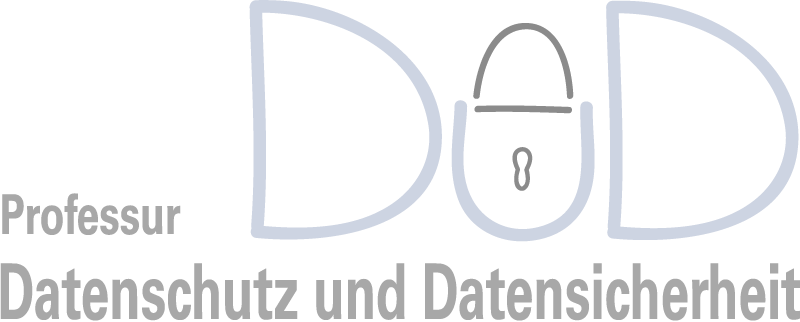 DuD
Professur
Datenschutz und Datensicherheit